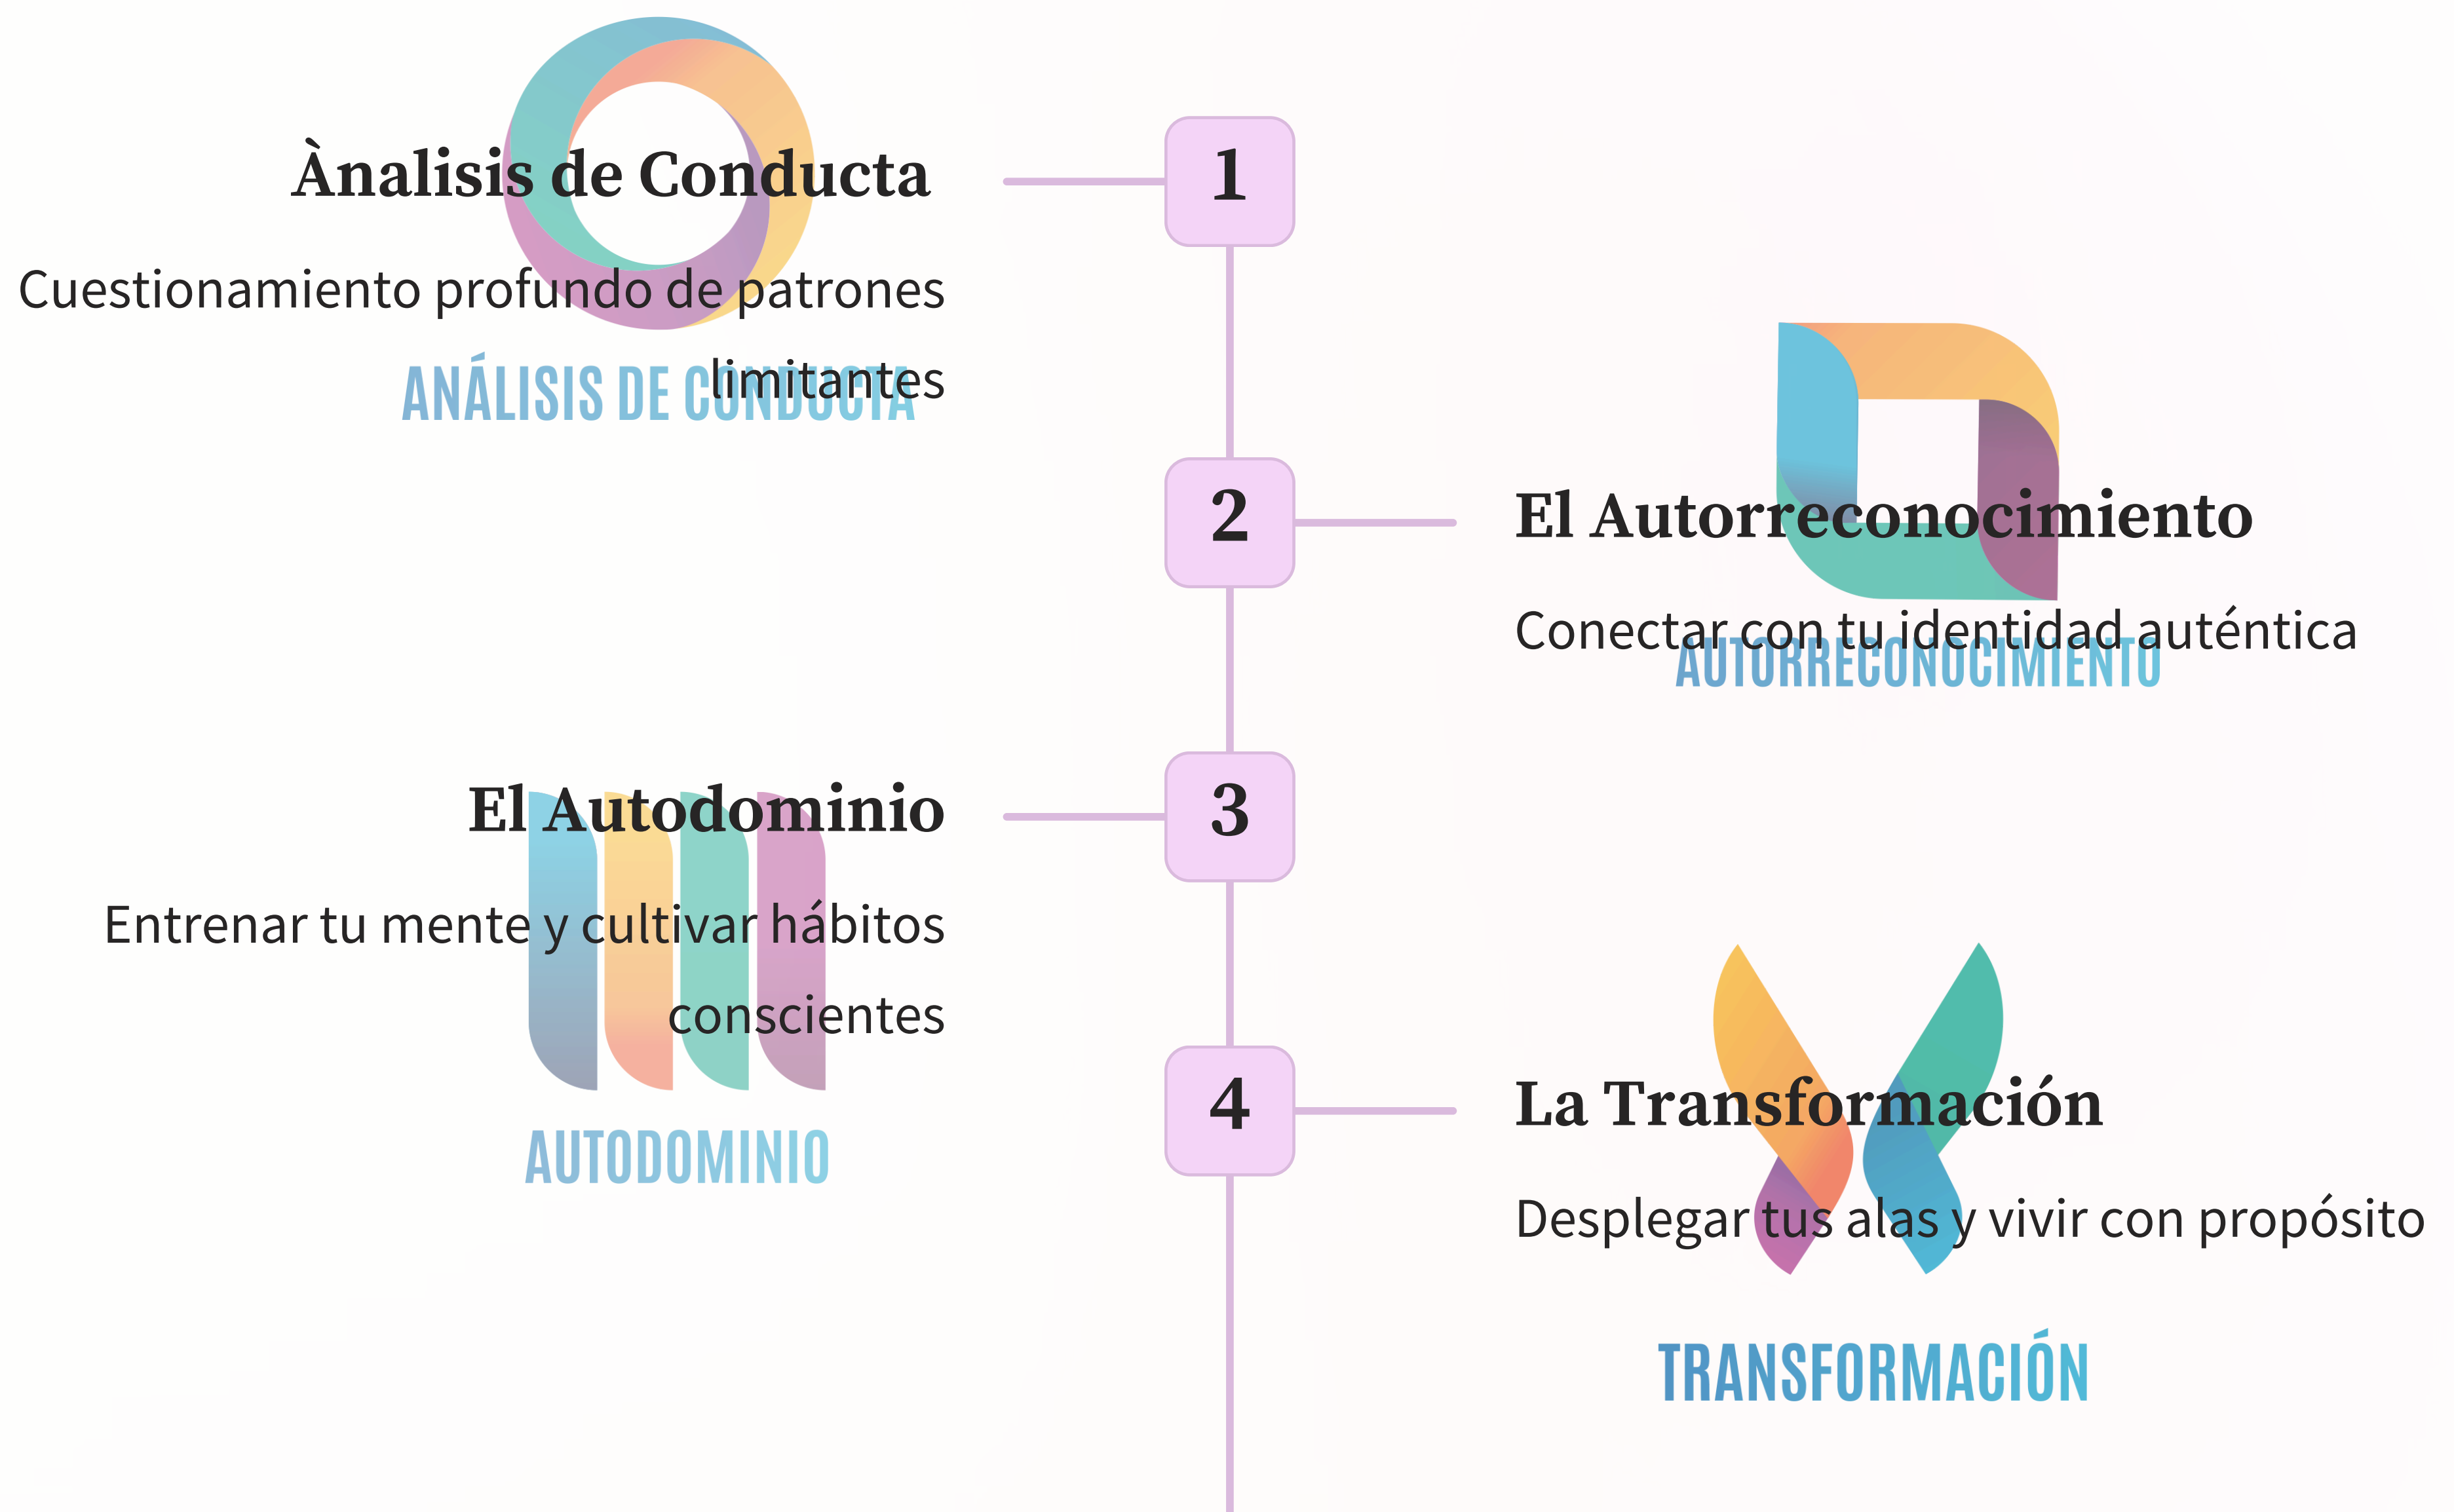 Ànalisis de Conducta
1
Cuestionamiento profundo de patrones
limitantes
ANÁLISIS DE CONDUCTA
2
El Autorreconocimiento
Conectar con tu identidad auténtica
AUTORRECONOCIMIENTO
El Autodominio
3
Entrenar tu mente y cultivar hábitos
conscientes
AUTODOMINIO
4
La Transformación
Desplegar tus alas y vivir con propósito
TRANSFORMACIÓN